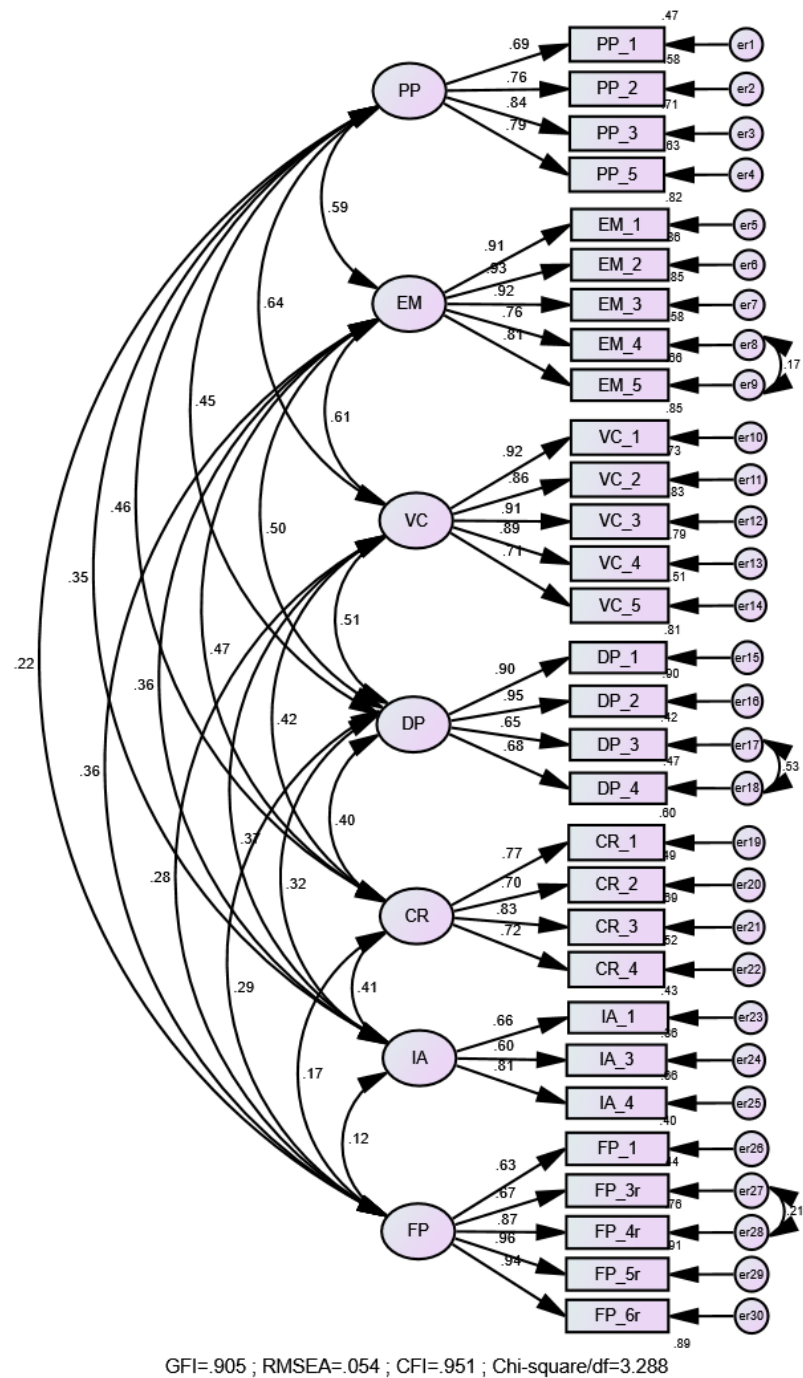 .47
.69 PP_1 er1
.58
PP .76 PP_2 er2
.71
.84 PP_3 er3
.63
.79 PP_5 er4
.82
.59
.91 EM_1 er5
.86
.93 EM_2 er6
.85
.64 EM .92 EM_3 er7
.58
.76 EM_4 er8
.17
.66
.81 EM_5 er9
.45
.85
.61
.92 VC_1 er10
.73
.86 VC_2 er11
.83
.46 VC .91 VC_3 er12
.79
.50 .89 VC_4 er13
.51
.35 .71 VC_5 er14
.81
.51
.22 .47 .90 DP_1 er15
.90
.36 .95 DP_2 er16
.42
.42 DP .65 DP_3 er17
.53
.47
.36 .68 DP_4 er18
.60
.40
.37 .77 CR_1 er19
.49
.28 .32 .70 CR_2 er20
.69
CR .83 CR_3 er21
.52
.72 CR_4 er22
.43
.29 .41
.66 IA_1 er23
.36
IA .60 IA_3 er24
.66
.17 .81 IA_4 er25
.40
.12
.63 FP_1 er26
.44
.67 FP_3r er27
.21
.76
FP .87 FP_4r er28
.91
.96 FP_5r er29
.94 FP_6r er30
.89
GFI=.905 ; RMSEA=.054 ; CFI=.951 ; Chi-square/df=3.288